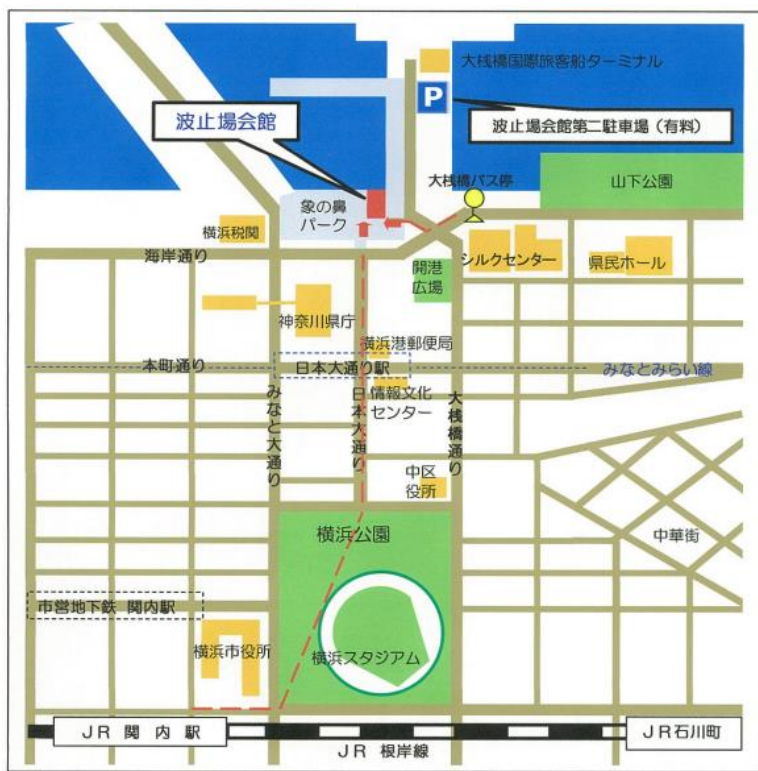 大桟橋国際旅客船ターミナル
P
波止場会館
波止場会館第二駐車場（有料）
大桟橋バス停
山下公園
象の鼻
パーク
横浜税関
海岸通り
シルクセンター
県民ホール
開港
広場
神奈川県庁
横浜港郵便局
本町通り
日本大通り駅
みなとみらい線
情報文化
センター
みなと大通り
日本大通り
大桟橋通り
中区
役所
横浜公園
中華街
市営地下鉄 関内駅
横浜市役所
横浜スタジアム
ＪＲ 関 内 駅
ＪＲ石川町
ＪＲ 根岸線